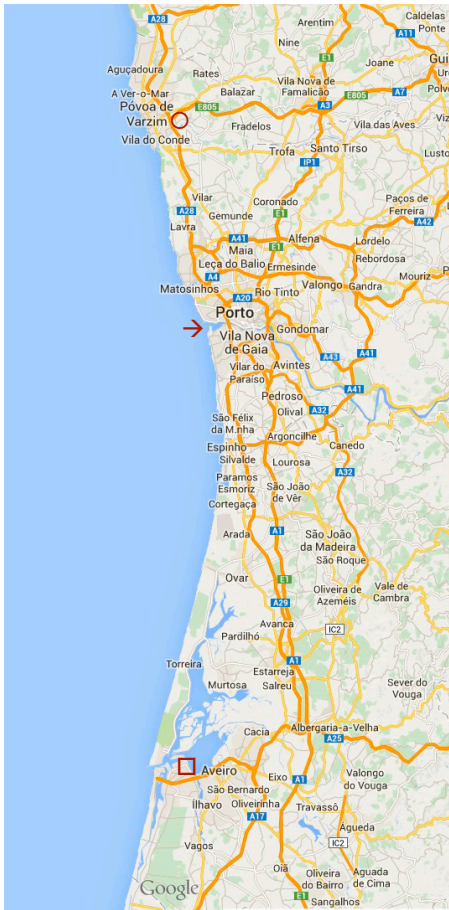 A28
Arentim
Caldelas
Ponte
A11
Nine
E1
Joane
Gui
Aguçadoura
Rates
Vila Nova de
Famalicão
A7
A Ver-o-Mar
Balazar
E805
A3
Póvoa de
Varzim
E805
Fradelos
Vila das Aves
Vila do Conde
Trofa
Santo Tirso
Lusto
IP1
Vilar
Coronado
Paços de
Ferreira
A28
Gemunde
E1
A42
Lavra
A41
Alfena
Lordelo
Maia
E1
Rebordosa
Leça do Balio
Ermesinde
A4
Mouriz
Matosinhos
A20
Rio Tinto
Valongo
Gandra
Porto
Gondomar
Vila Nova
de Gaia
A43
A41
Vilar do
Paraíso
Avintes
A41
Pedroso
Olival
A32
São Félix
da M.nha
Argoncilhe
Espinho
Canedo
Silvalde
Lourosa
A32
Paramos
Esmoriz
São João
de Vêr
Cortegaça
A1
Arada
São João
da Madeira
São Roque
Ovar
E1
Oliveira de
Azeméis
Vale de
Cambra
A29
Avanca
IC2
Pardilhó
Torreira
A1
Estarreja
Murtosa
Salreu
Sever do
Vouga
Albergaria-a-Velha
Cacia
A25
Aveiro
Eixo
A1
Valongo
do Vouga
São Bernardo
Ílhavo
Oliveirinha
Travassô
A17
Águeda
Vagos
Oiã
Oliveira
do Bairro
Aguada
de Cima
Google
E1
Sangalhos